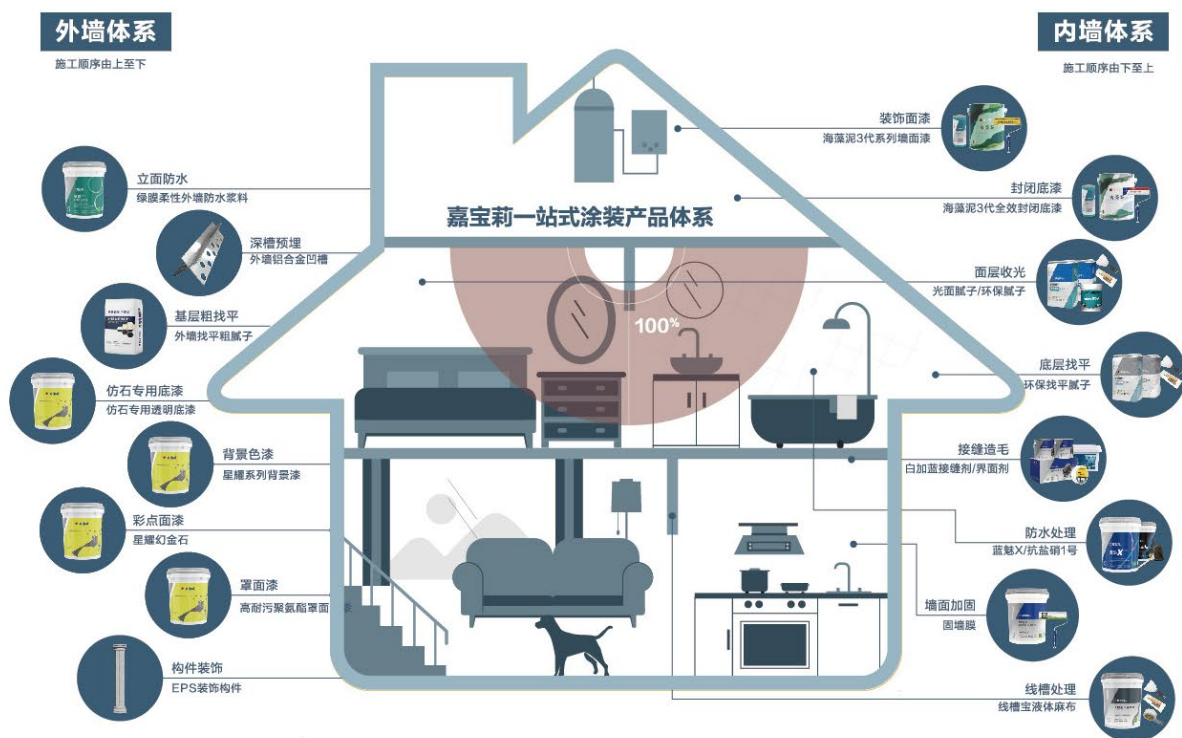 外墙体系
施工顺序由上至下
立面防水
绿膜柔性外墙防水浆料
深槽预埋
外墙铝合金凹槽
基层粗找平
外墙找平粗腻子
仿石专用底漆
仿石专用透明底漆
背景色漆
星耀系列背景漆
彩点面漆
星耀幻金石
罩面漆
高耐污聚氨酯罩面漆
构件装饰
EPS装饰构件
嘉宝莉一站式涂装产品体系
100%
内墙体系
施工顺序由下至上
装饰面漆
海藻泥3代系列墙面漆
封闭底漆
海藻泥3代全效封闭底漆
面层收光
光面腻子/环保腻子
底层找平
环保找平腻子
接缝造毛
白加蓝接缝剂/界面剂
防水处理
蓝魅X/抗盐硝1号
墙面加固
固墙膜
线槽处理
线槽宝液体麻布